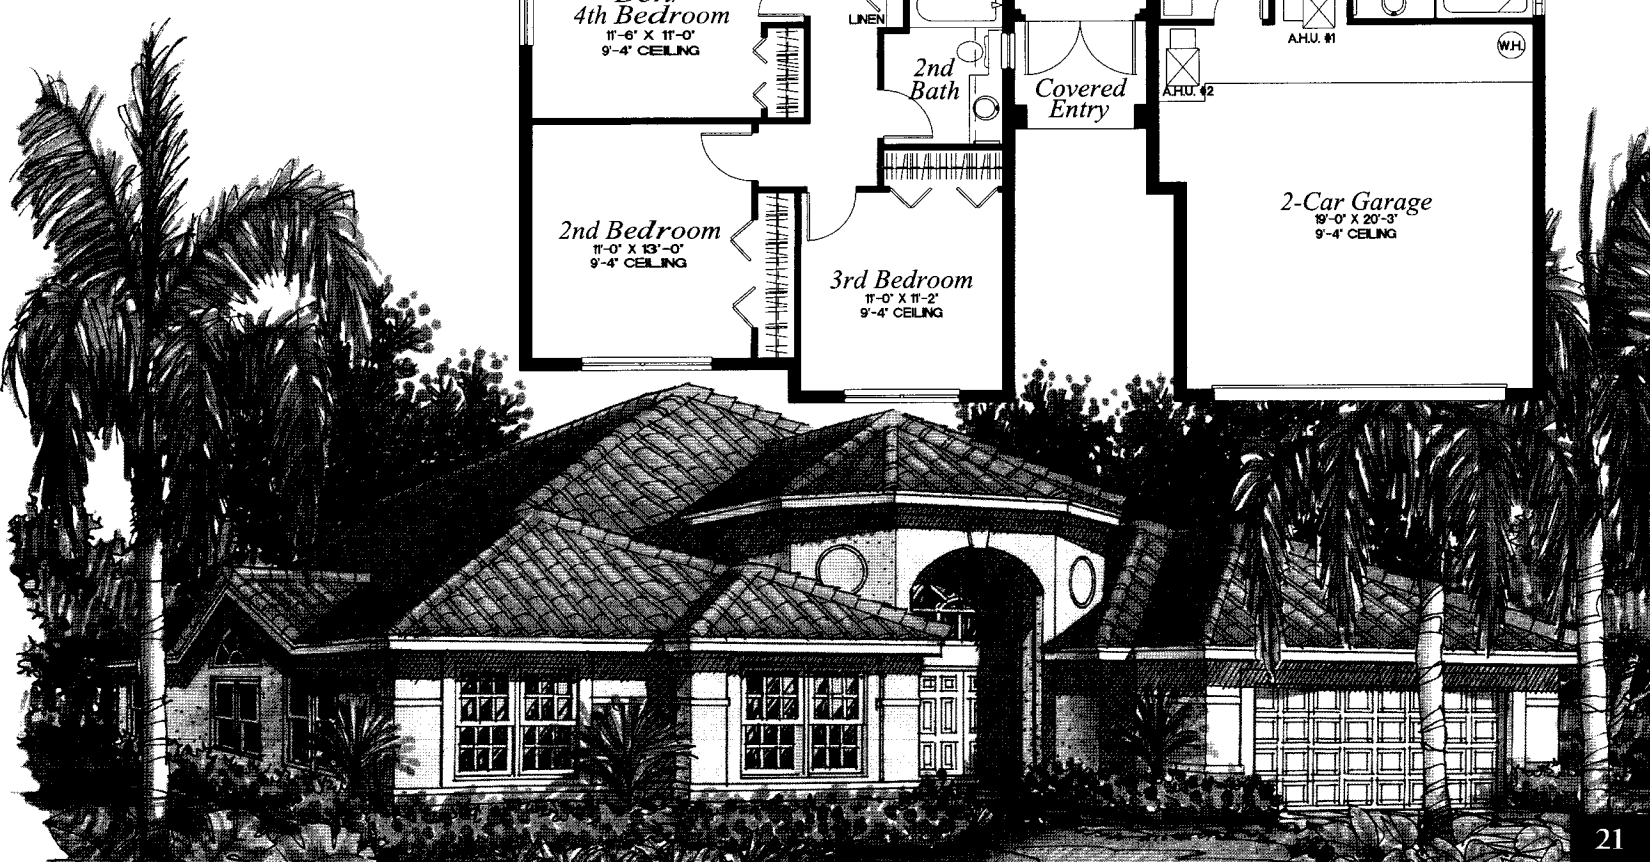 4th Bedroom
11'-6" X 11'-0"
9'-4" CEILING
LINEN
2nd
Bath
Covered
Entry
A.H.U. #1
W.H.
A.H.U. #2
2-Car Garage
19'-0" X 20'-3"
9'-4" CEILING
2nd Bedroom
11'-0" X 13'-0"
9'-4" CEILING
3rd Bedroom
11'-0" X 11'-2"
9'-4" CEILING
21